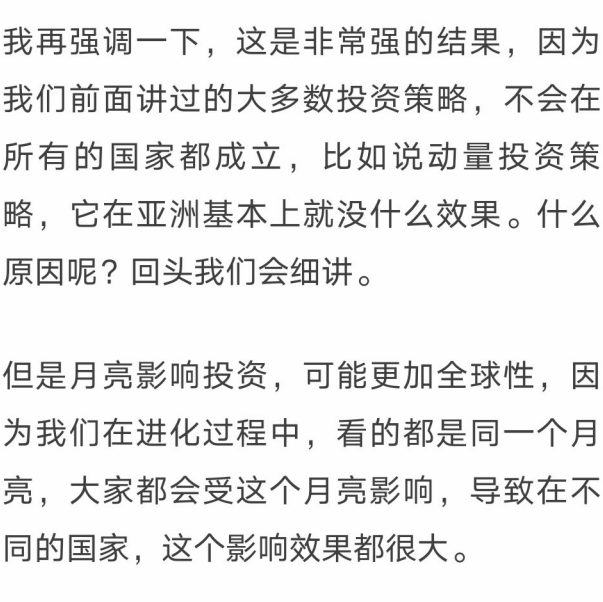 我再强调一下，这是非常强的结果，因为
我们前面讲过的大多数投资策略，不会在
所有的国家都成立，比如说动量投资策
略，它在亚洲基本上就没什么效果。什么
原因呢？回头我们会细讲。
但是月亮影响投资，可能更加全球性，因
为我们在进化过程中，看的都是同一个月
亮，大家都会受这个月亮影响，导致在不
同的国家，这个影响效果都很大。